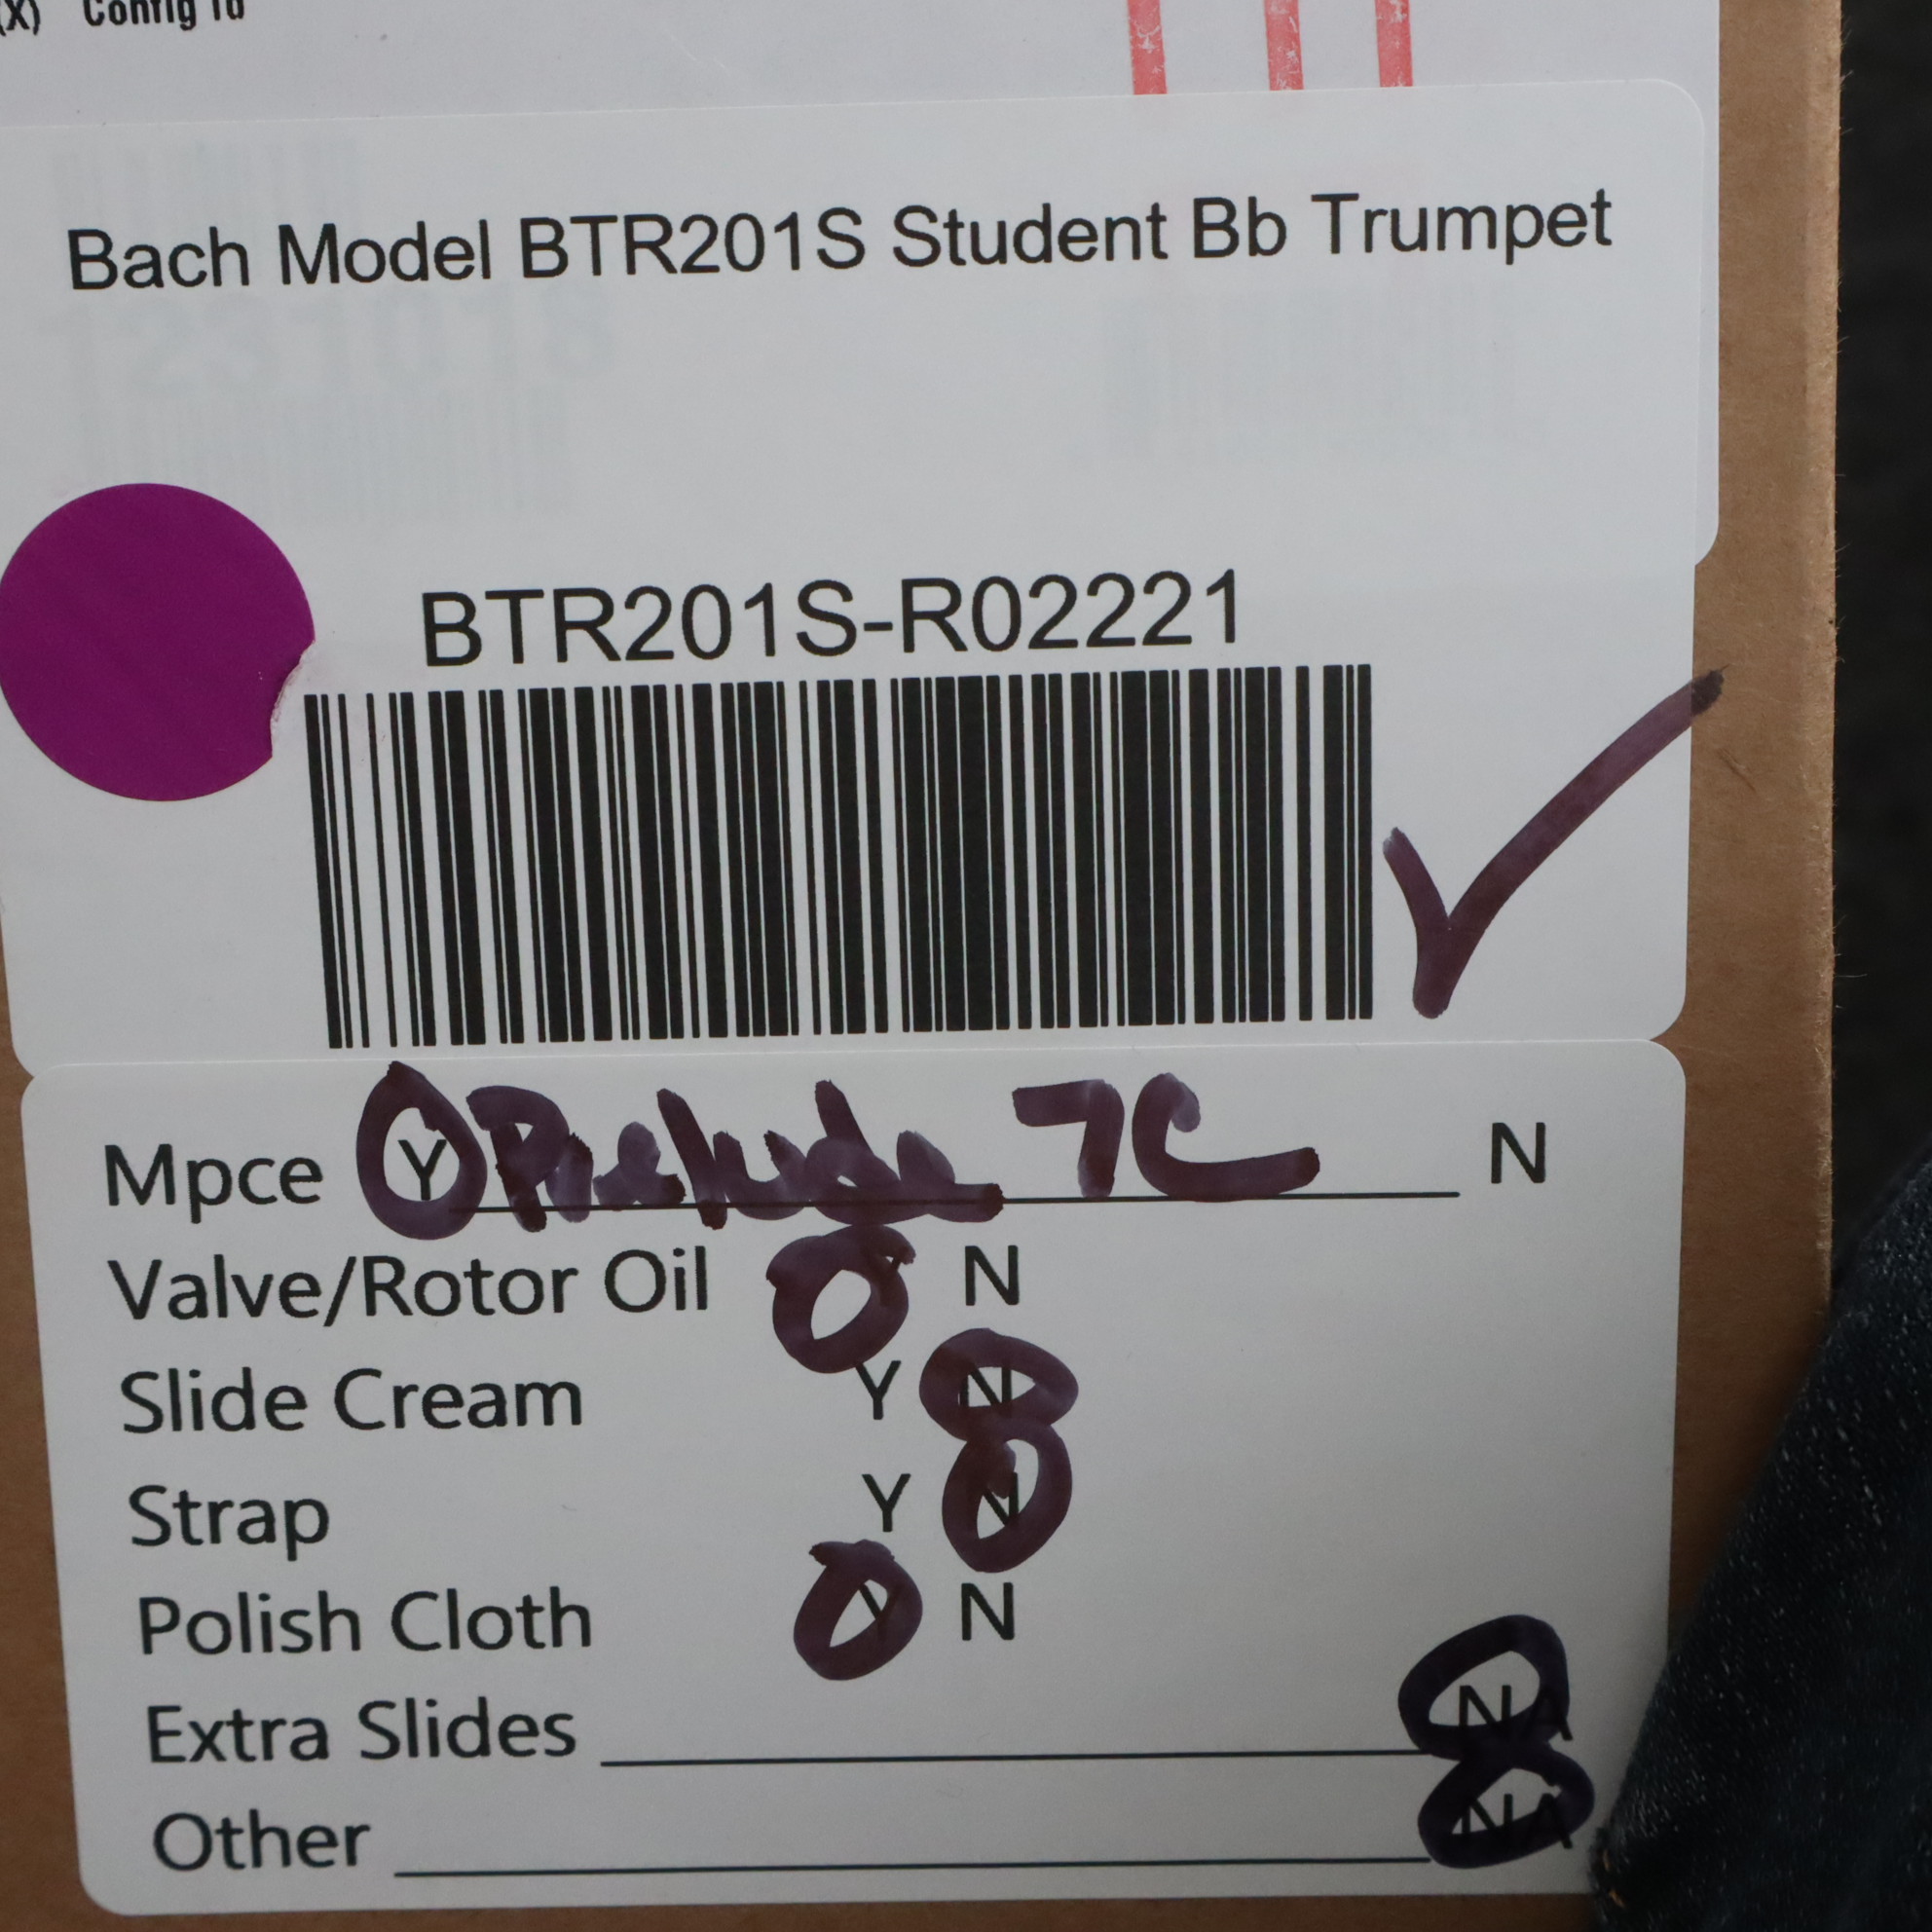 (X) Config Id
Bach Model BTR201S Student Bb Trumpet
BTR201S-R02221
Mpce Y Prelude 7C N
Valve/Rotor Oil Y N
Slide Cream Y N
Strap Y N
Polish Cloth Y N
Extra Slides NA
Other NA